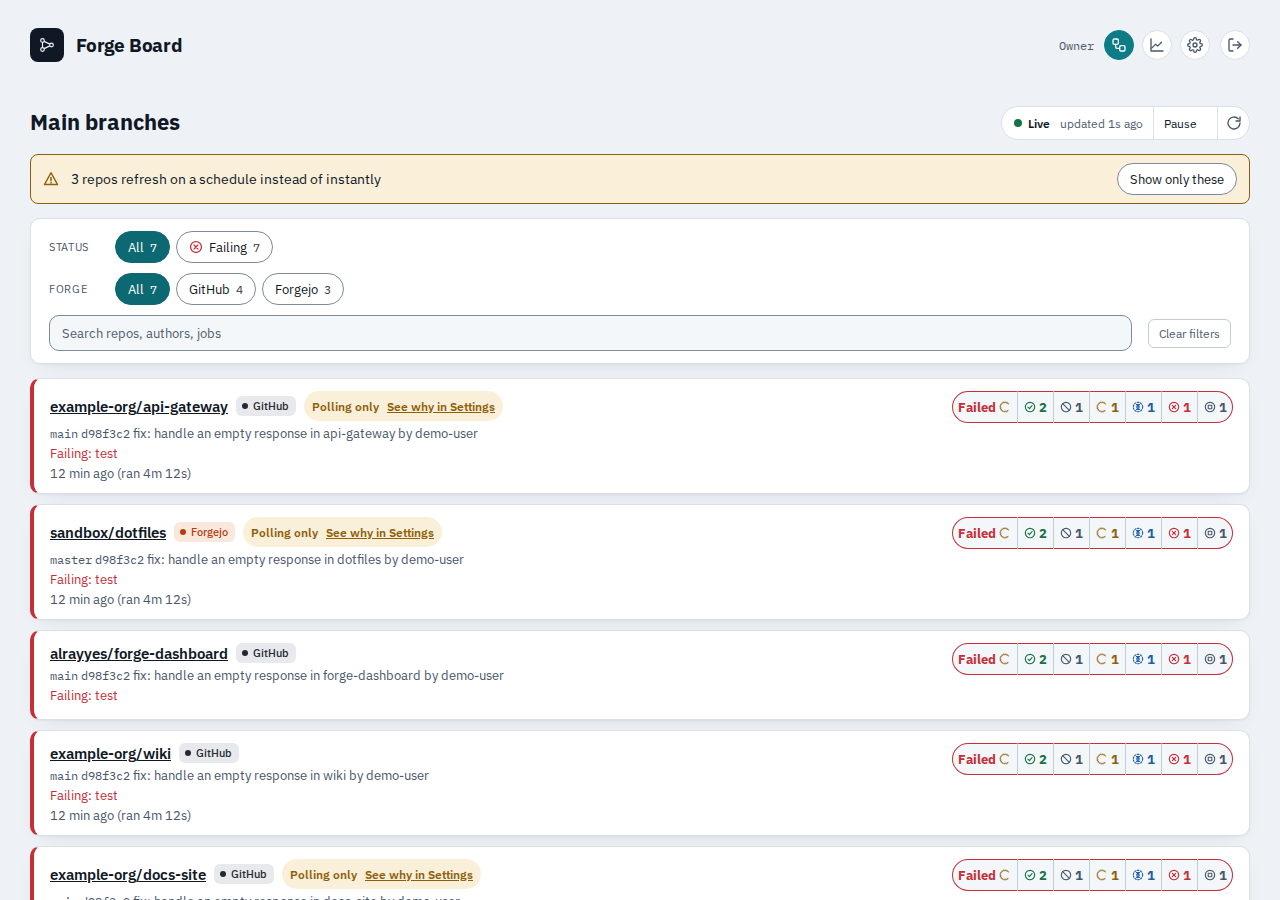 Forge Board
Owner
Main branches
Live updated 1s ago Pause
3 repos refresh on a schedule instead of instantly Show only these
STATUS All 7 Failing 7
FORGE All 7 GitHub 4 Forgejo 3
Search repos, authors, jobs Clear filters
example-org/api-gateway GitHub Polling only See why in Settings Failed 2 1 1 1 1 1
main d98f3c2 fix: handle an empty response in api-gateway by demo-user
Failing: test
12 min ago (ran 4m 12s)
sandbox/dotfiles Forgejo Polling only See why in Settings Failed 2 1 1 1 1 1
master d98f3c2 fix: handle an empty response in dotfiles by demo-user
Failing: test
12 min ago (ran 4m 12s)
alrayyes/forge-dashboard GitHub Failed 2 1 1 1 1 1
main d98f3c2 fix: handle an empty response in forge-dashboard by demo-user
Failing: test
example-org/wiki GitHub Failed 2 1 1 1 1 1
main d98f3c2 fix: handle an empty response in wiki by demo-user
Failing: test
12 min ago (ran 4m 12s)
example-org/docs-site GitHub Polling only See why in Settings Failed 2 1 1 1 1 1